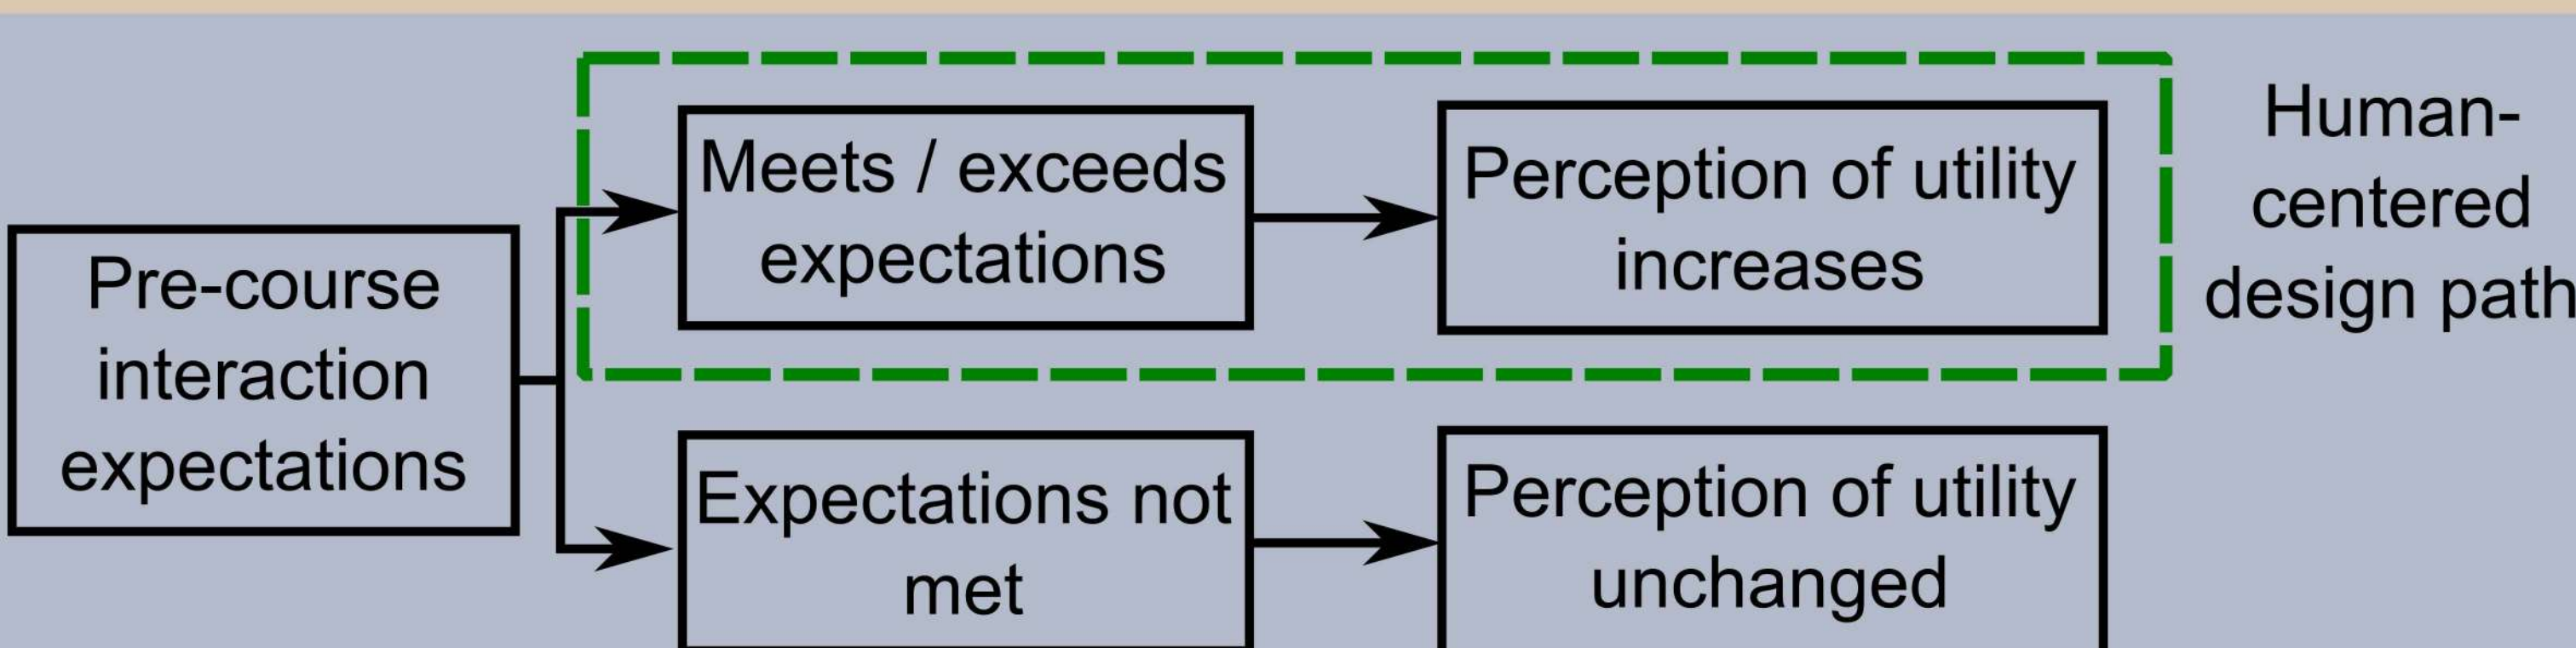 Pre-course
interaction
expectations
Meets / exceeds
expectations
Perception of utility
increases
Human-
centered
design path
Expectations not
met
Perception of utility
unchanged